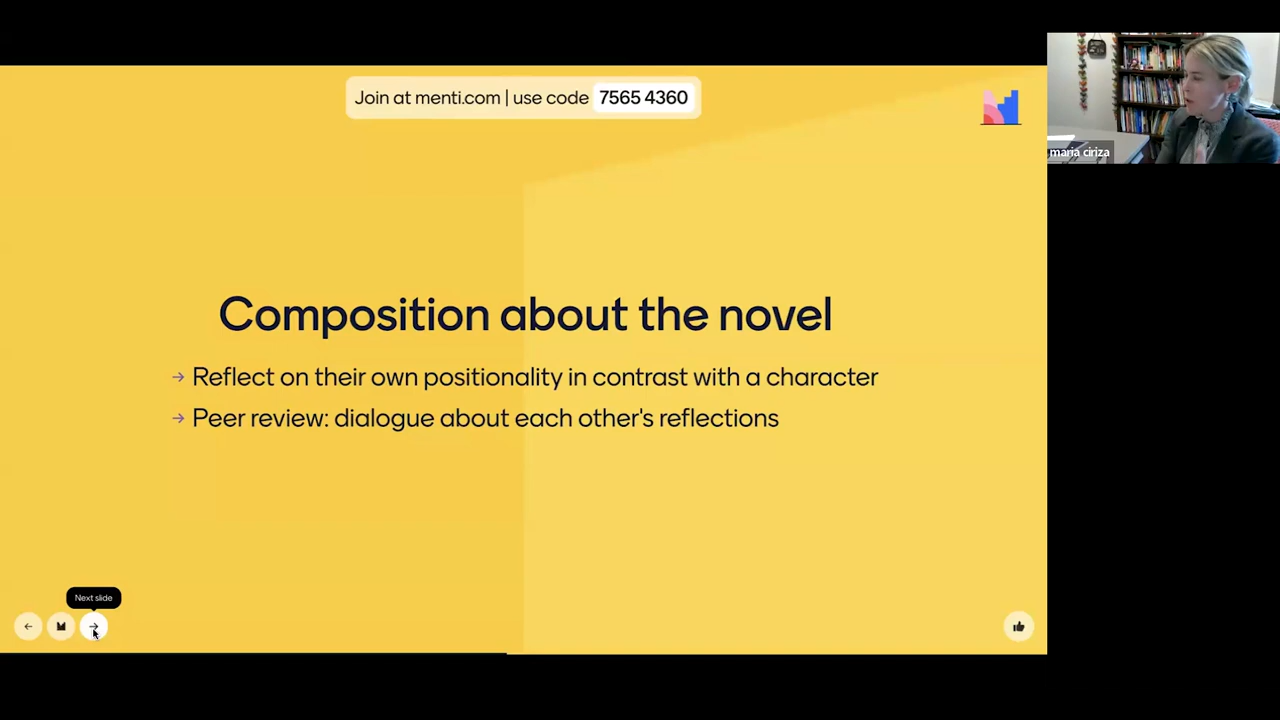 Join at menti.com | use code 7565 4360
maria ciriza
Composition about the novel
→ Reflect on their own positionality in contrast with a character
→ Peer review: dialogue about each other's reflections
Next slide